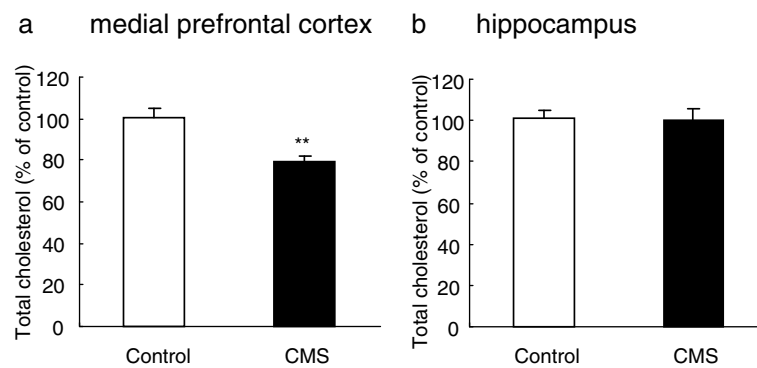 a medial prefrontal cortex
Total cholesterol (% of control)
120
100
80
60
40
20
0
**
Control CMS
b hippocampus
Total cholesterol (% of control)
120
100
80
60
40
20
0
Control CMS